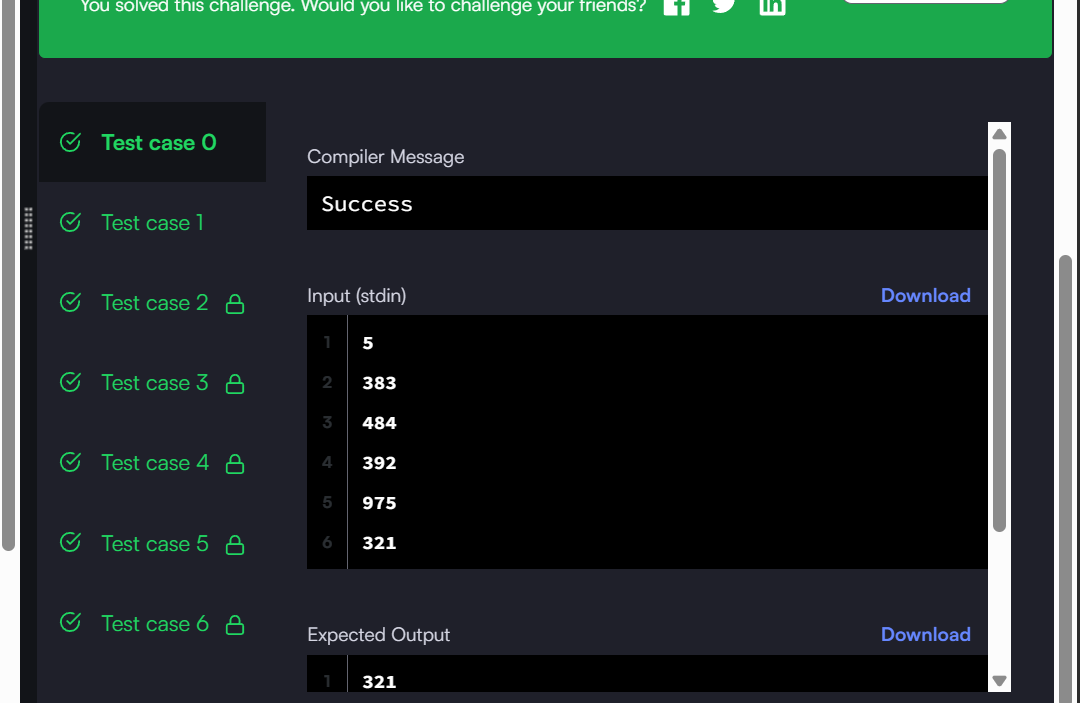 You solved this challenge. Would you like to challenge your friends?
Test case 0
Test case 1
Test case 2
Test case 3
Test case 4
Test case 5
Test case 6
Compiler Message
Success
Input (stdin)
Download
1 5
2 383
3 484
4 392
5 975
6 321
Expected Output
Download
1 321